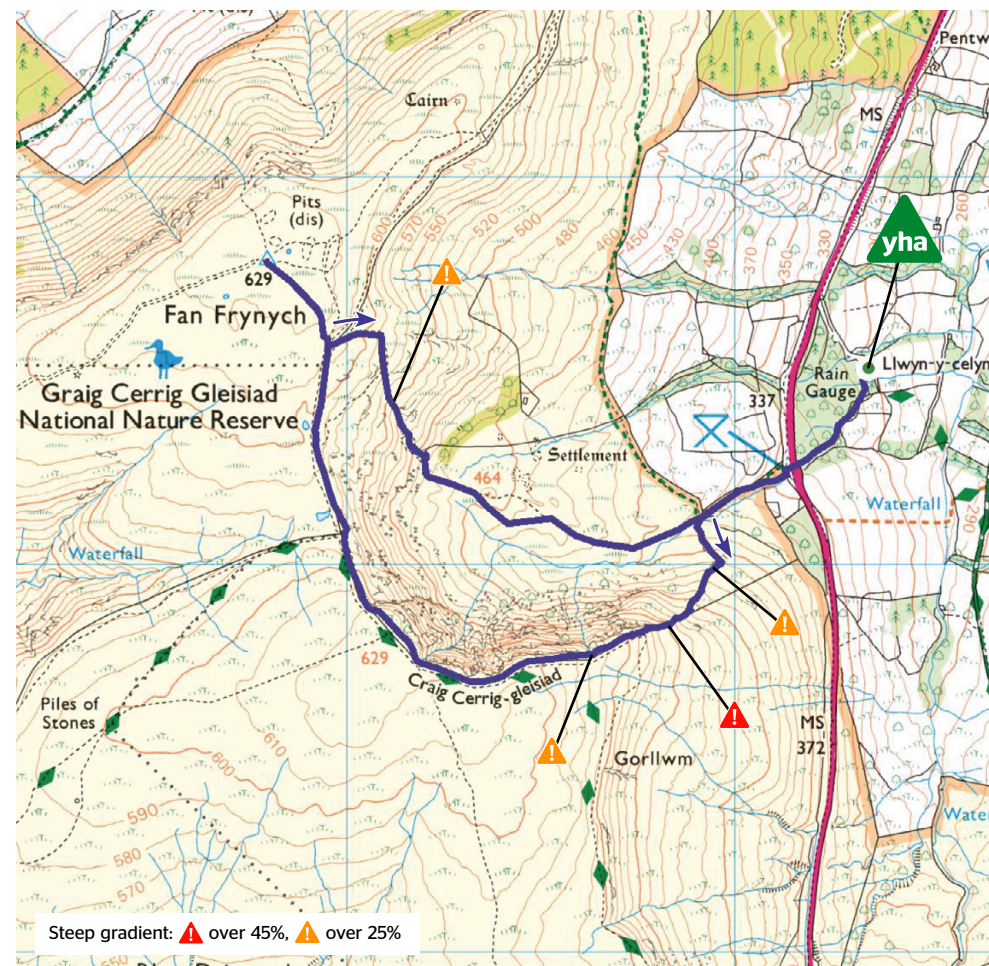 Pentw
Cairn
MS
Pits
(dis)
600
570
550
520
500
480
460
450
430
400
370
350
330
260
yha
629
Fan Frynych
Graig Cerrig Gleisiad
National Nature Reserve
Rain
Gauge
Llwyn-y-celyn
337
Settlement
464
Waterfall
290
Waterfall
629
Craig Cerrig-gleisiad
Piles of
Stones
MS
372
Gorllwm
610
600
590
580
570
550
Water
Steep gradient: ! over 45%, ! over 25%